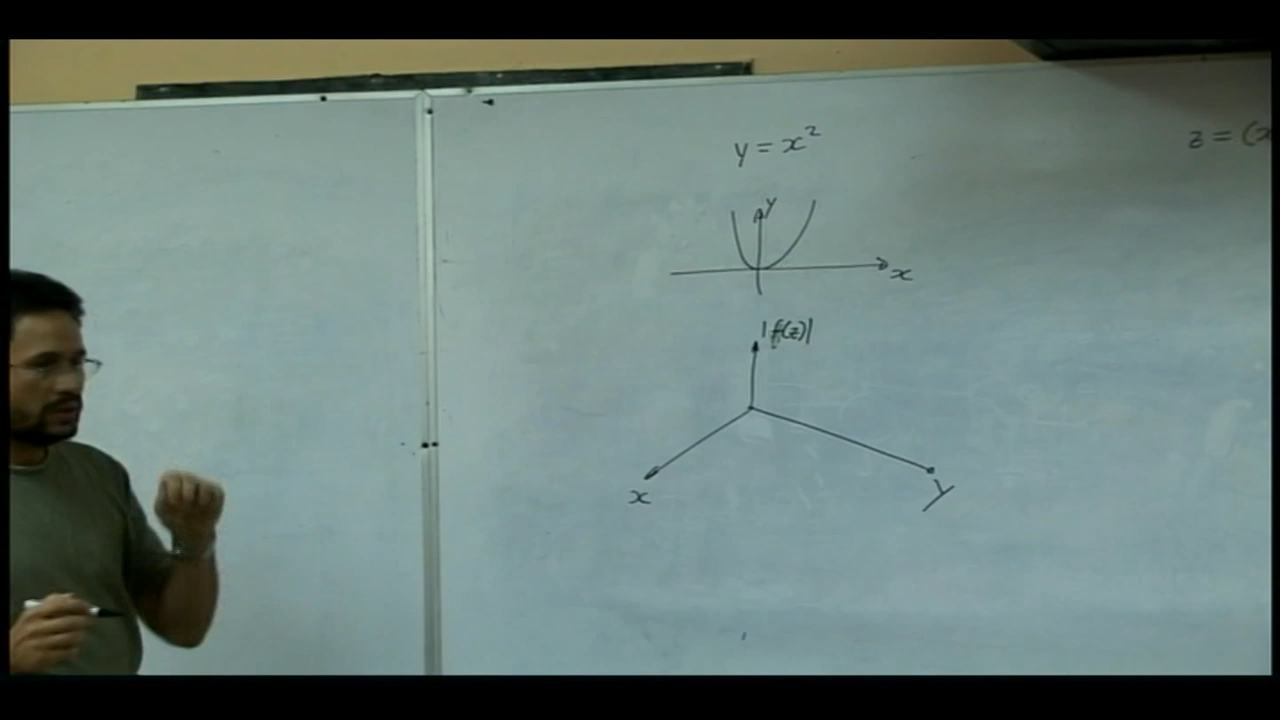 y = x²
z = (x
y
x
|f(z)|
x
y